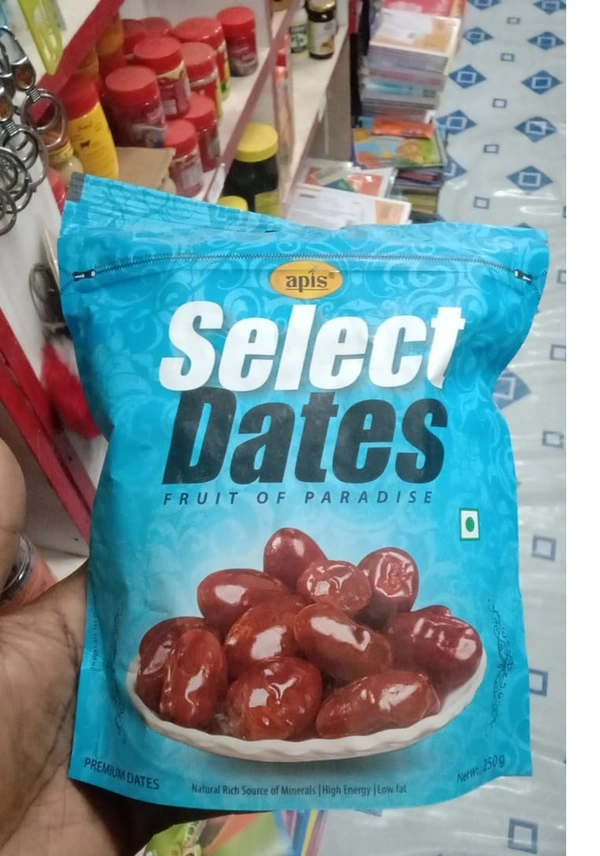 apis®
Select
Dates
FRUIT OF PARADISE
PREMIUM DATES
Natural Rich Source of Minerals | High Energy | Low fat
Net Wt. 250g